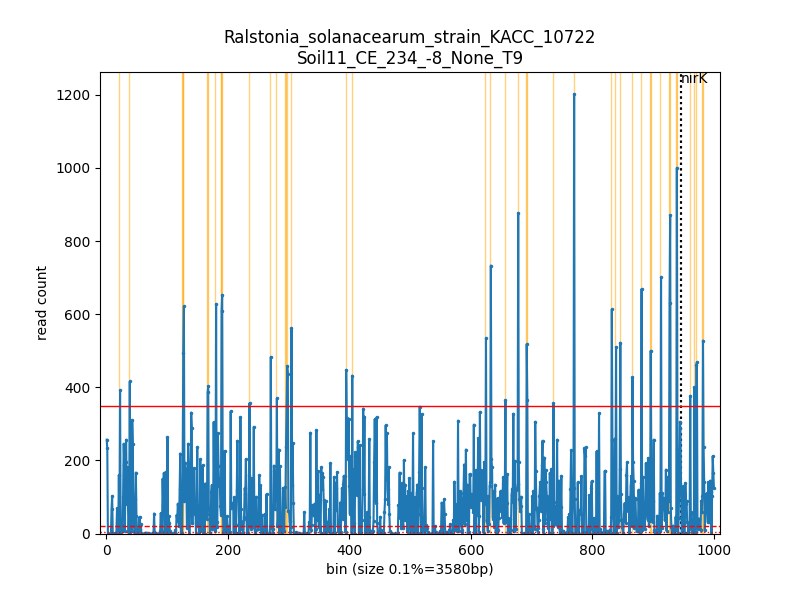 Ralstonia_solanacearum_strain_KACC_10722
Soil11_CE_234_-8_None_T9
nirK
1200
1000
800
600
400
200
0
read count
0 200 400 600 800 1000
bin (size 0.1%=3580bp)